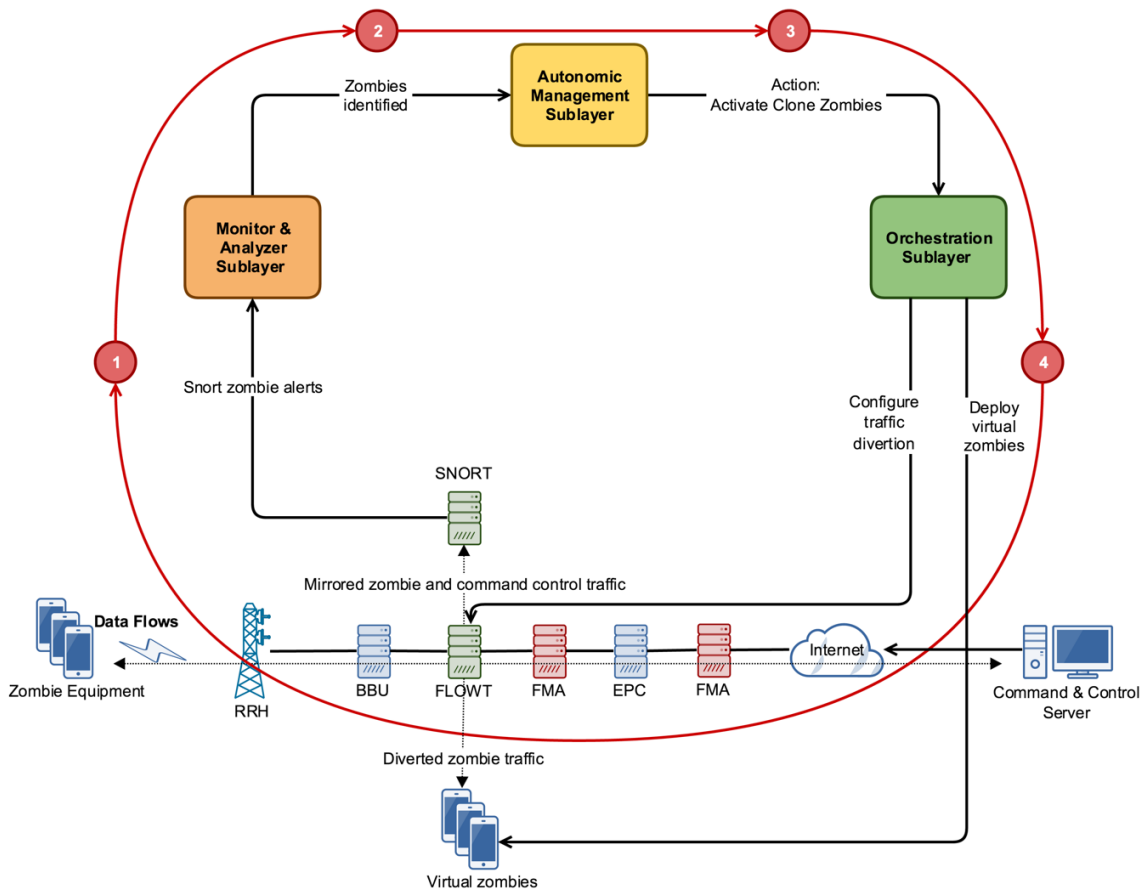 2
3
Zombies
identified
Autonomic
Management
Sublayer
Action:
Activate Clone Zombies
Monitor &
Analyzer
Sublayer
Orchestration
Sublayer
1
4
Snort zombie alerts
Configure
traffic
divertion
Deploy
virtual
zombies
SNORT
Mirrored zombie and command control traffic
Data Flows
Zombie Equipment
RRH
BBU
FLOWT
FMA
EPC
FMA
Internet
Command & Control
Server
Diverted zombie traffic
Virtual zombies